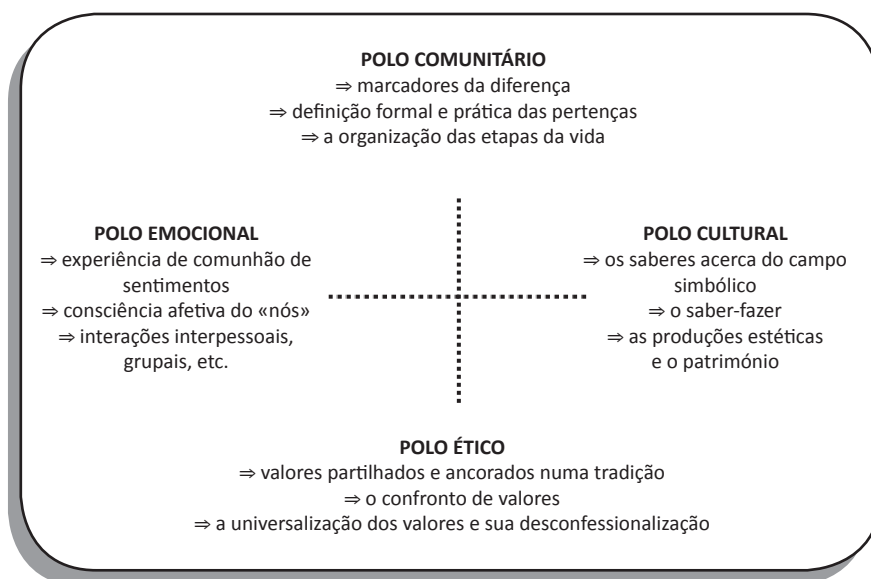 POLO COMUNITÁRIO
⇒ marcadores da diferença
⇒ definição formal e prática das pertenças
⇒ a organização das etapas da vida
POLO EMOCIONAL
⇒ experiência de comunhão de
sentimentos
⇒ consciência afetiva do «nós»
⇒ interações interpessoais,
grupais, etc.
POLO CULTURAL
⇒ os saberes acerca do campo
simbólico
⇒ o saber-fazer
⇒ as produções estéticas
e o património
POLO ÉTICO
⇒ valores partilhados e ancorados numa tradição
⇒ o confronto de valores
⇒ a universalização dos valores e sua desconfessionalização